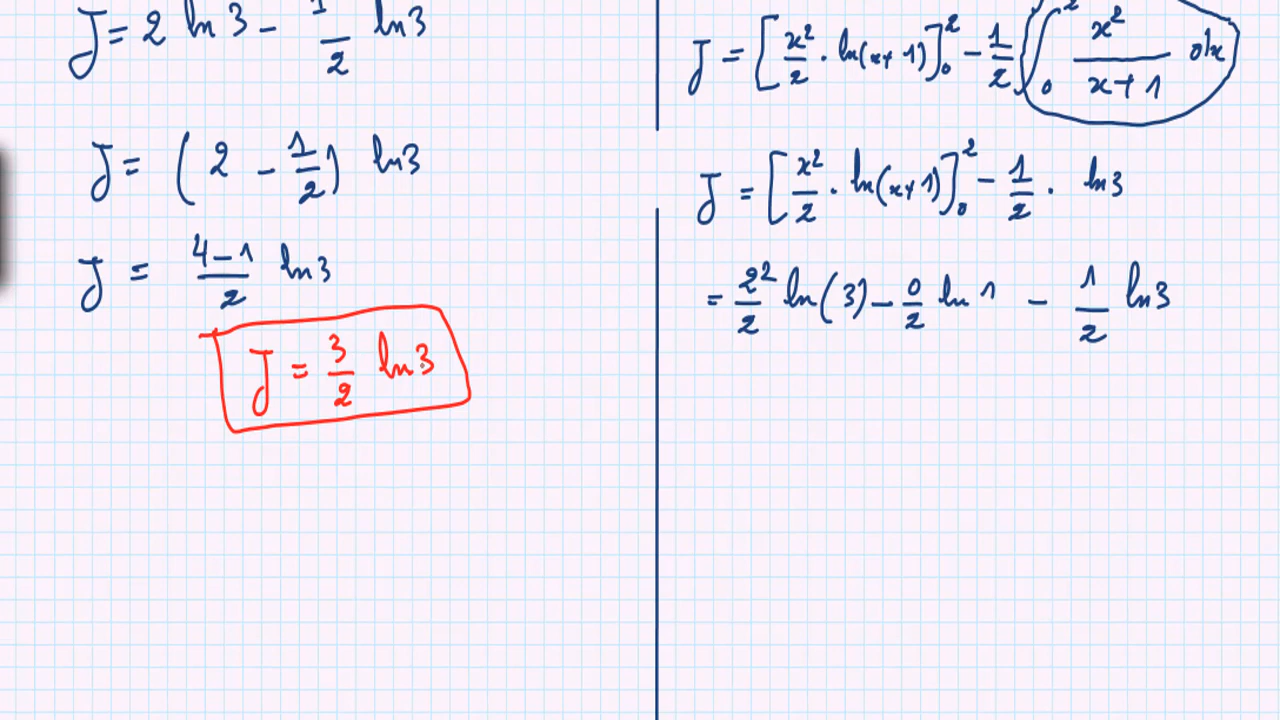 J = [x²/2 · ln(x+1)]₀² - 1/2 ∫₀² x²/(x+1) dx
J = [x²/2 · ln(x+1)]₀² - 1/2 · ln3
= 2²/2 ln(3) - 0/2 ln 1 - 1/2 ln3
J = 2 ln 3 - 1/2 ln3
J = (2 - 1/2) ln3
J = 4-1/2 ln3
J = 3/2 ln3